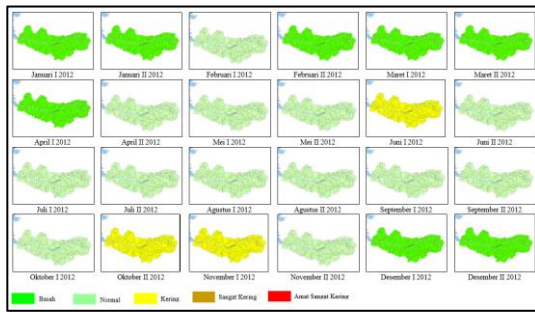 Januari I 2012 Januari II 2012 Februari I 2012 Februari II 2012 Maret I 2012 Maret II 2012
April I 2012 April II 2012 Mei I 2012 Mei II 2012 Juni I 2012 Juni II 2012
Juli I 2012 Juli II 2012 Agustus I 2012 Agustus II 2012 September I 2012 September II 2012
Oktober I 2012 Oktober II 2012 November I 2012 November II 2012 Desember I 2012 Desember II 2012
Basah Normal Kering Sangat Kering Amat Sangat Kering